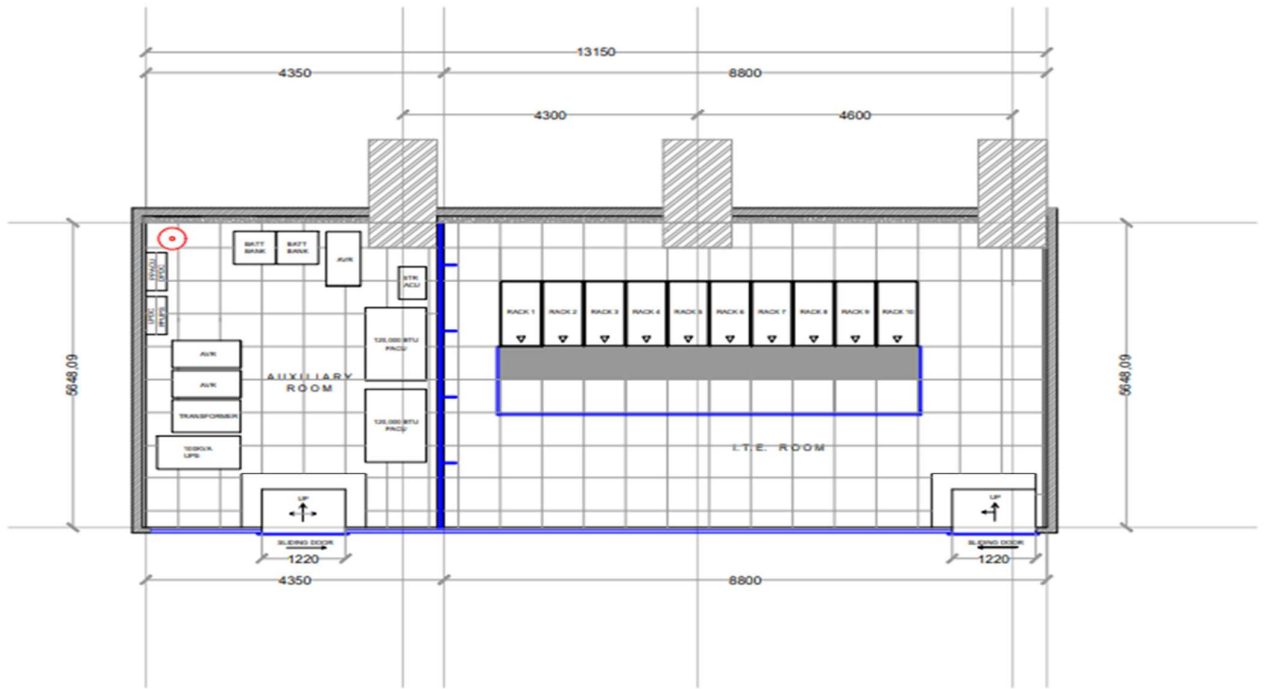 13150
4350
8800
4300
4600
BATT
BANK
BATT
BANK
AVR
5TR
ACU
RACK 1
RACK 2
RACK 3
RACK 4
RACK 5
RACK 6
RACK 7
RACK 8
RACK 9
RACK 10
120,000 BTU
PACU
AVR
5648,09
AUXILIARY
ROOM
5648,09
AVR
TRANSFORMER
120,000 BTU
PACU
100KVA
UPS
I.T.E. ROOM
UP
UP
SLIDING DOOR
SLIDING DOOR
1220
1220
4350
8800